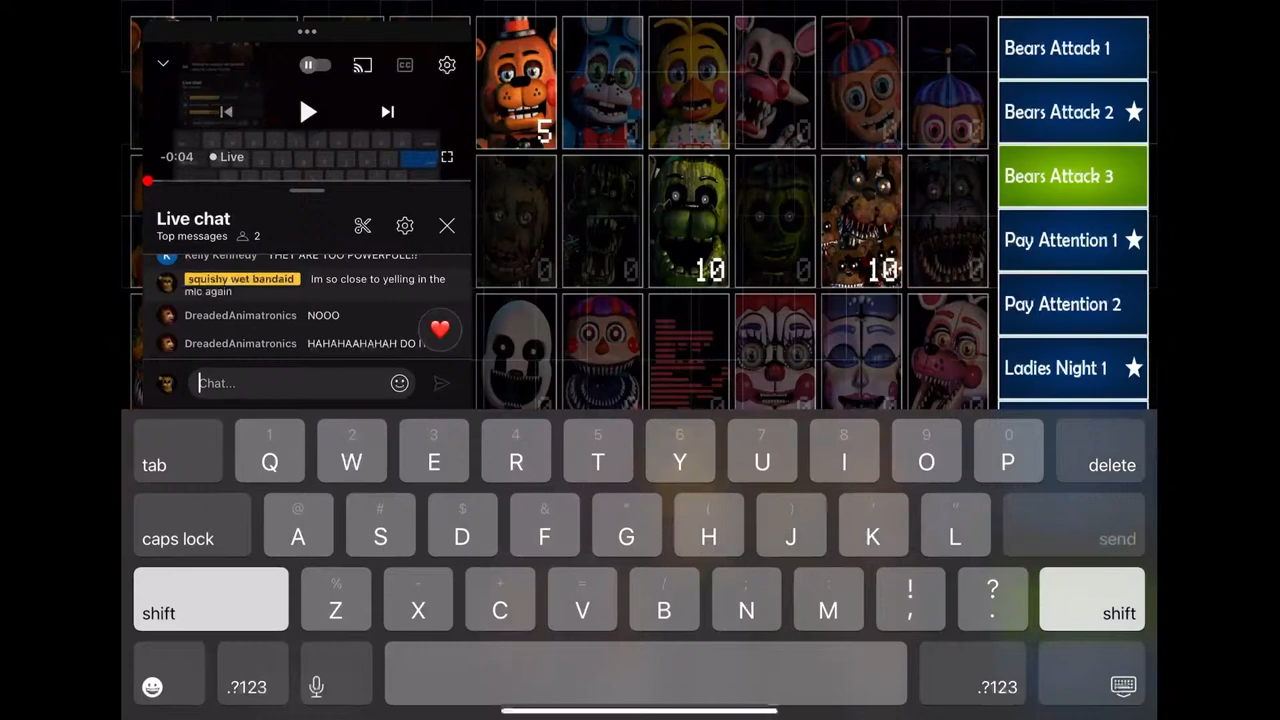 -0:04 Live
CC
Live chat
Top messages 2
K Kelly Kennedy THEY ARE TOO POWERFULL!!
squishy wet bandaid Im so close to yelling in the
mic again
DreadedAnimatronics NOOO
DreadedAnimatronics HAHAHAAHAHAH DO
Chat...
5
0
0
0
0
0
0
0
10
0
10
0
Bears Attack 1
Bears Attack 2
Bears Attack 3
Pay Attention 1
Pay Attention 2
Ladies Night 1
tab 1 Q 2 W 3 E 4 R 5 T 6 Y 7 U 8 I 9 O 0 P delete
caps lock @ A # S $ D & F * G ( H ) J ' K " L send
shift % Z - X + C = V / B ; N : M ! , ? . shift
.?123 .?123